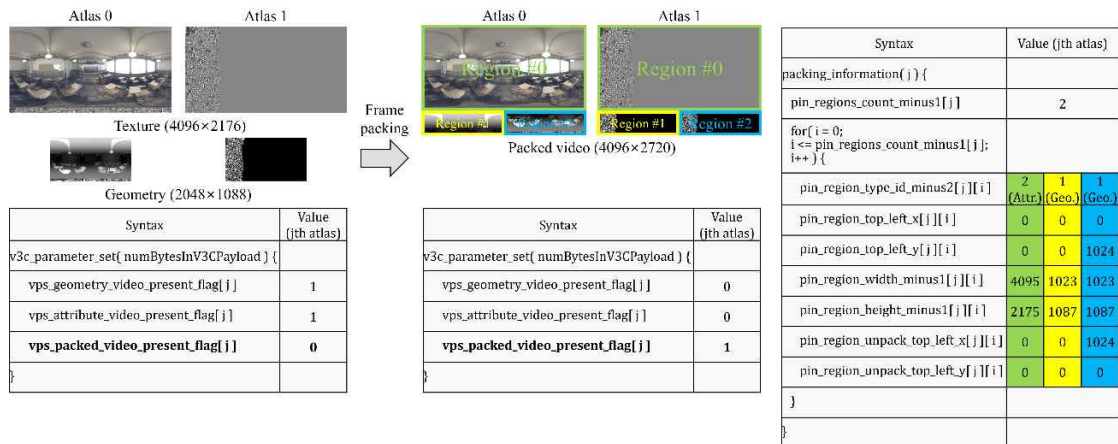 Atlas 0
Atlas 1
Texture (4096×2176)
Geometry (2048×1088)
Frame
packing
Atlas 0
Atlas 1
Region #0
Region #0
Region #1
Region #1
Region #2
Packed video (4096×2720)
Syntax Value
(jth atlas)
v3c_parameter_set( numBytesInV3CPayload ) {
vps_geometry_video_present_flag[ j ] 1
vps_attribute_video_present_flag[ j ] 1
vps_packed_video_present_flag[ j ] 0
}
Syntax Value
(jth atlas)
v3c_parameter_set( numBytesInV3CPayload ) {
vps_geometry_video_present_flag[ j ] 0
vps_attribute_video_present_flag[ j ] 0
vps_packed_video_present_flag[ j ] 1
}
Syntax Value (jth atlas)
packing_information( j ) {
pin_regions_count_minus1[ j ] 2
for( i = 0;
i <= pin_regions_count_minus1[ j ];
i++ ) {
pin_region_type_id_minus2[ j ][ i ] 2 (Attr.) 1 (Geo.) 1 (Geo.)
pin_region_top_left_x[ j ][ i ] 0 0 0
pin_region_top_left_y[ j ][ i ] 0 0 1024
pin_region_width_minus1[ j ][ i ] 4095 1023 1023
pin_region_height_minus1[ j ][ i ] 2175 1087 1087
pin_region_unpack_top_left_x[ j ][ i ] 0 0 1024
pin_region_unpack_top_left_y[ j ][ i ] 0 0 0
}
}